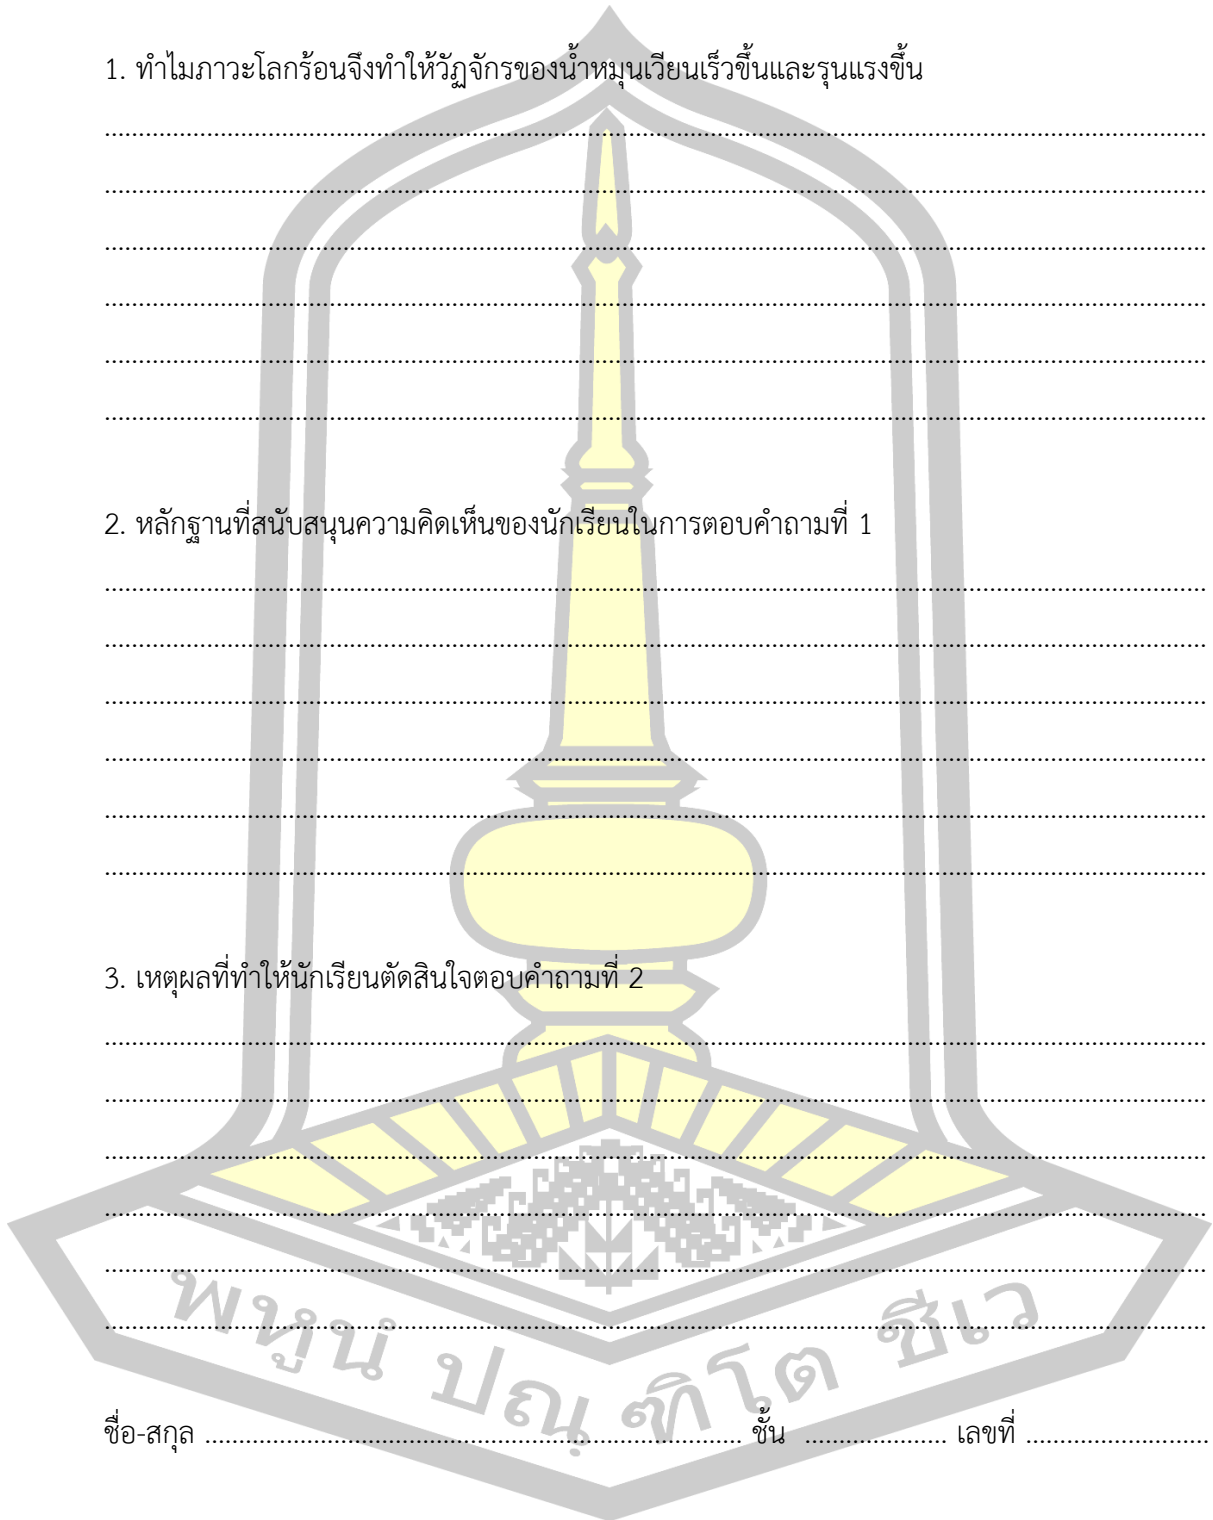 1. ทำไมภาวะโลกร้อนจึงทำให้วัฏจักรของน้ำหมุนเวียนเร็วขึ้นและรุนแรงขึ้น
2. หลักฐานที่สนับสนุนความคิดเห็นของนักเรียนในการตอบคำถามที่ 1
3. เหตุผลที่ทำให้นักเรียนตัดสินใจตอบคำถามที่ 2
พหูนํ ปณฺฑิโต ชีเว
ชื่อ-สกุล ............................................................................... ชั้น ..................... เลขที่ ...........................